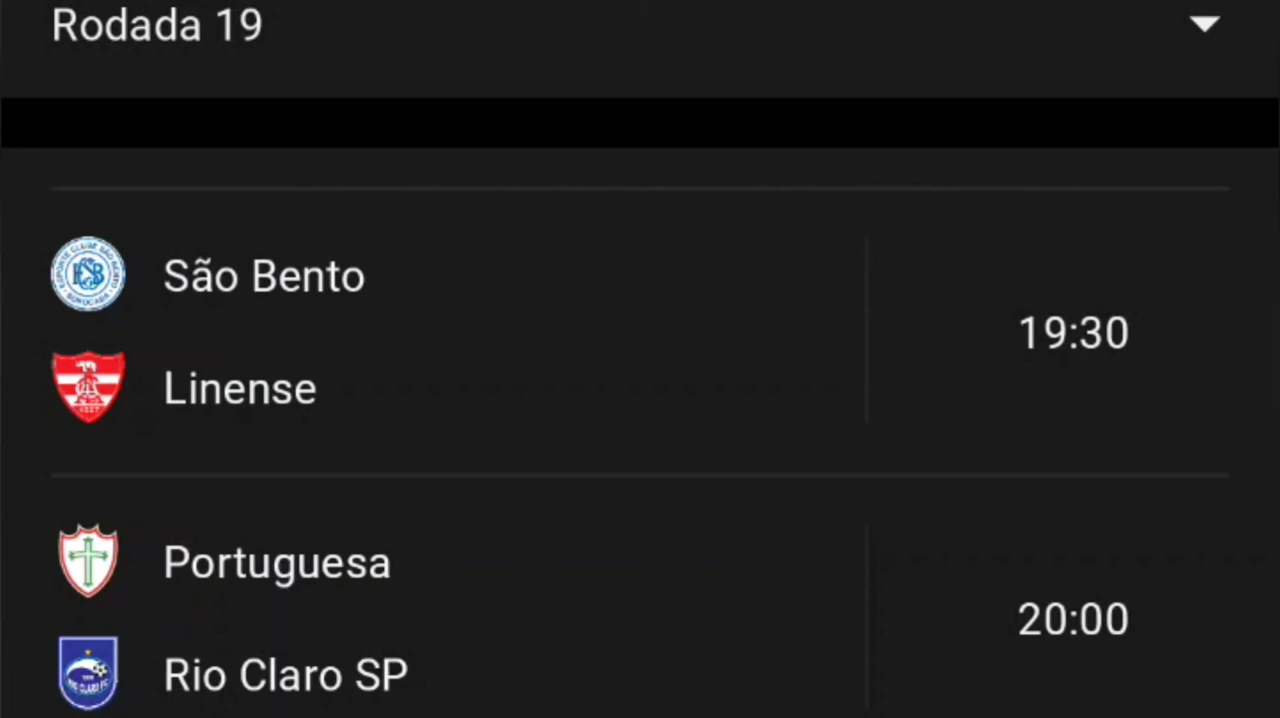 Rodada 19
São Bento
Linense
19:30
Portuguesa
Rio Claro SP
20:00